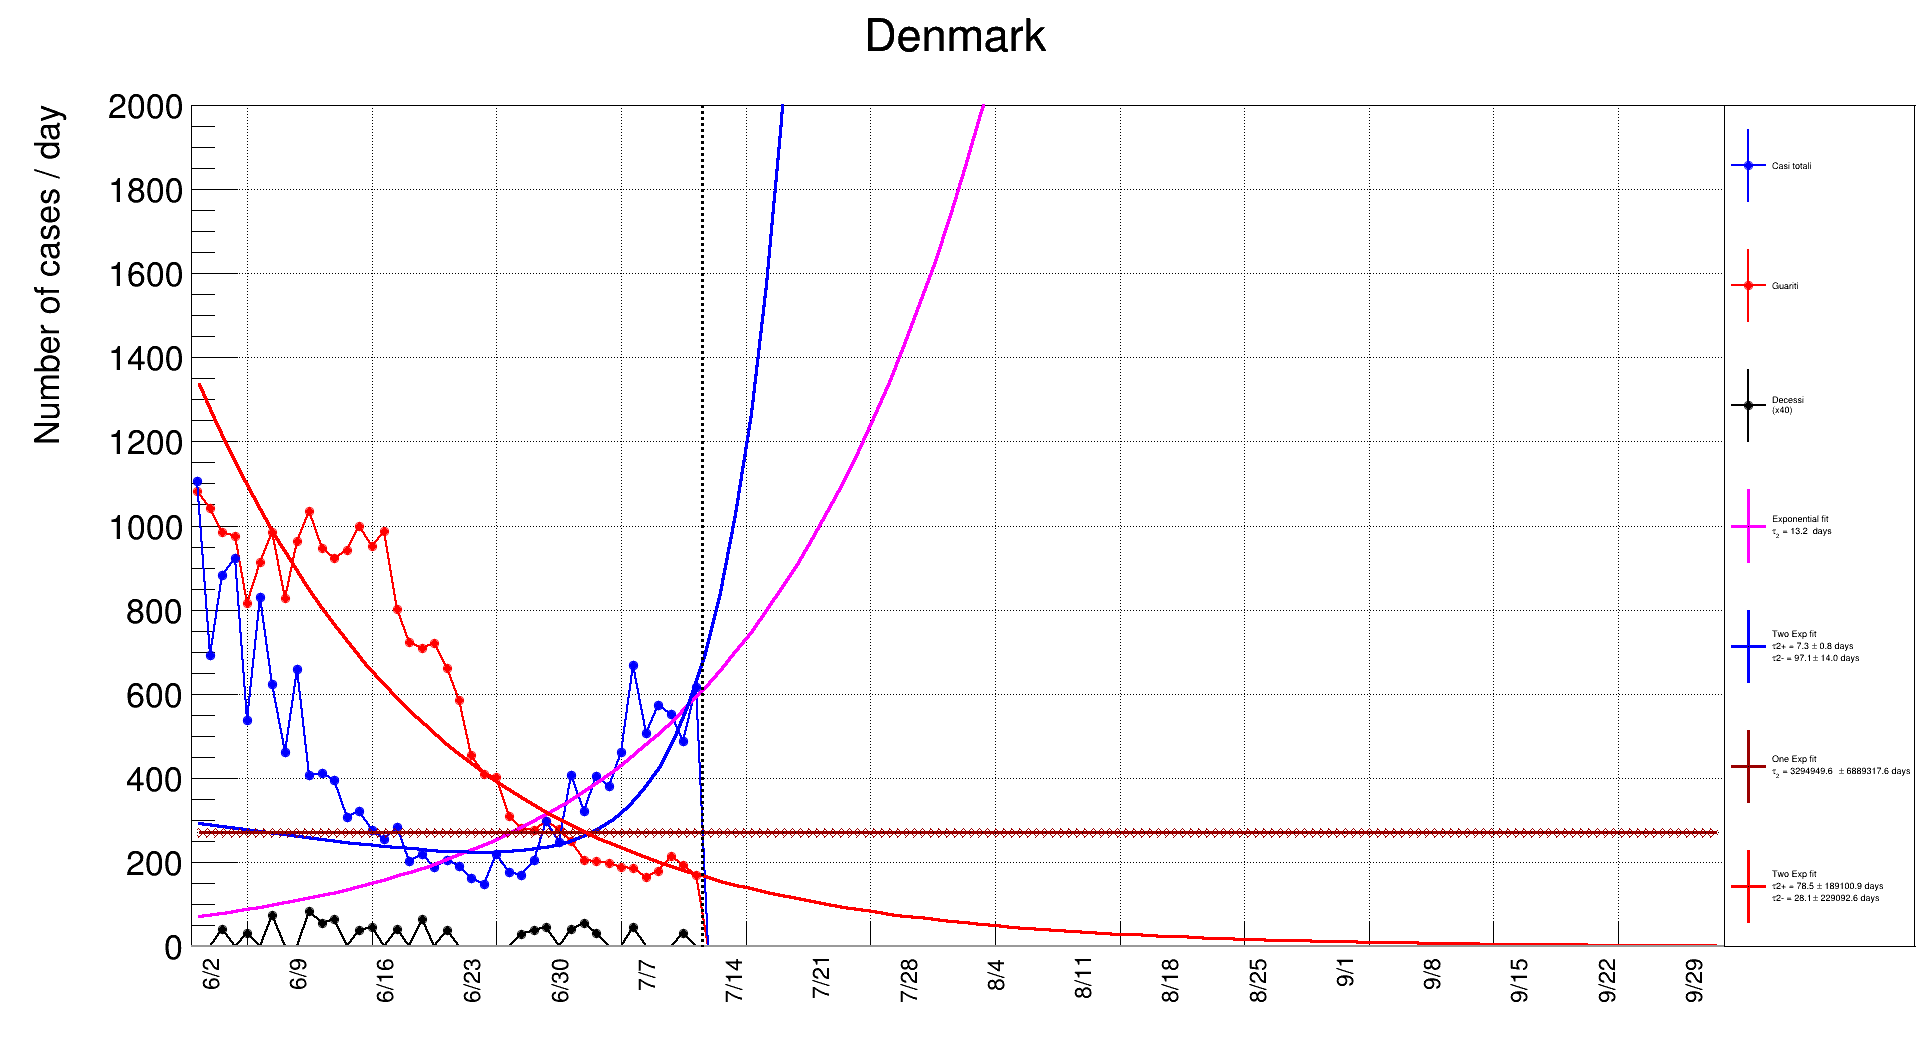 Denmark
Number of cases / day
2000
1800
1600
1400
1200
1000
800
600
400
200
0
6/2
6/9
6/16
6/23
6/30
7/7
7/14
7/21
7/28
8/4
8/11
8/18
8/25
9/1
9/8
9/15
9/22
9/29
Casi totali
Guariti
Decessi
(x40)
Exponential fit
τ2 = 13.2 days
Two Exp fit
τ2+ = 7.3 ± 0.8 days
τ2- = 97.1 ± 14.0 days
One Exp fit
τ2 = 3294949.6 ± 6889317.6 days
Two Exp fit
τ2+ = 78.5 ± 189100.9 days
τ2- = 28.1 ± 229092.6 days